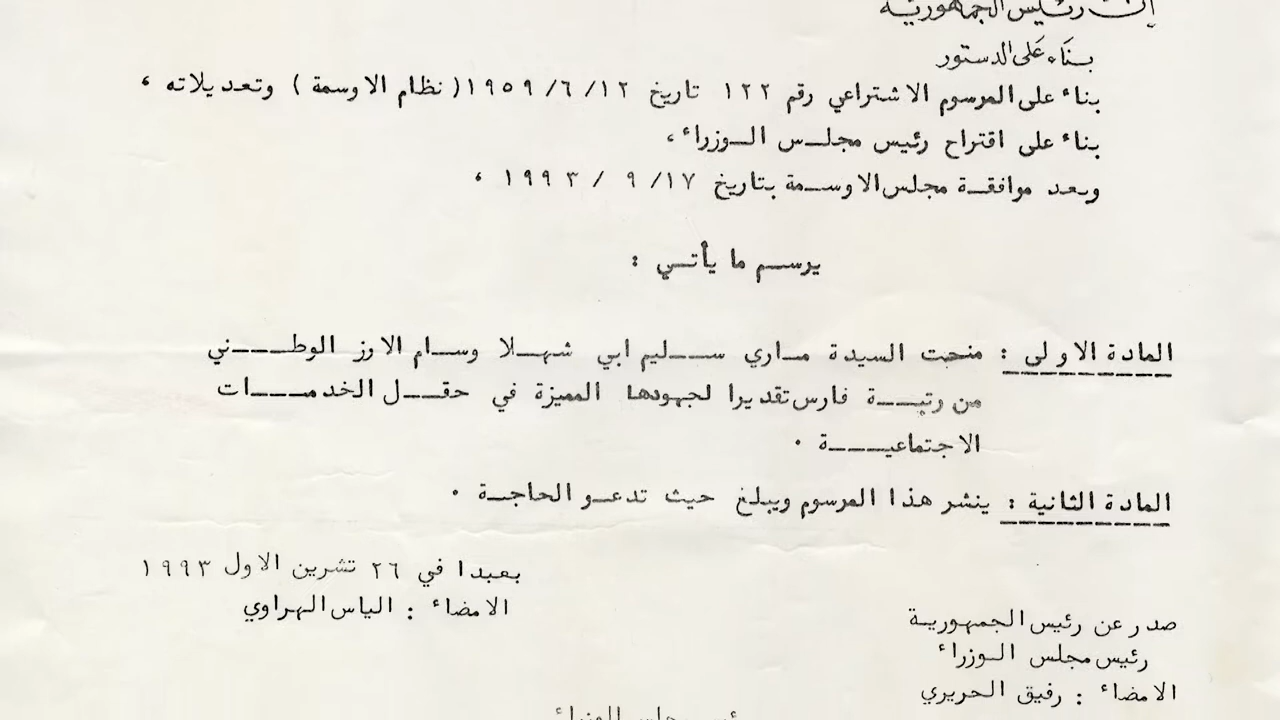 إن رئيس الجمهورية
بناء على الدستور
بناء على المرسوم الاشتراعي رقم ١٢٢ تاريخ ١٢/ ٦/ ١٩٥٩( نظام الاوسمة ) وتعديلاته ،
بناء على اقتراح رئيس مجلس الوزراء،
وبعد موافقة مجلس الاوسمة بتاريخ ١٧/ ٩ / ١٩٩٣ ،
يرسم ما يأتي :
المادة الاولى : منحت السيدة ماري سليم ابي شهلا وسام الاوز الوطني
من رتبة فارس تقديرا لجهودها المميزة في حقل الخدمات
الاجتماعية .
المادة الثانية : ينشر هذا المرسوم ويبلغ حيث تدعو الحاجة .
بعبدا في ٢٦ تشرين الاول ١٩٩٣
الامضاء : الياس الهراوي
صدر عن رئيس الجمهورية
رئيس مجلس الوزراء
الامضاء : رفيق الحريري
رئيس مجلس الوزراء